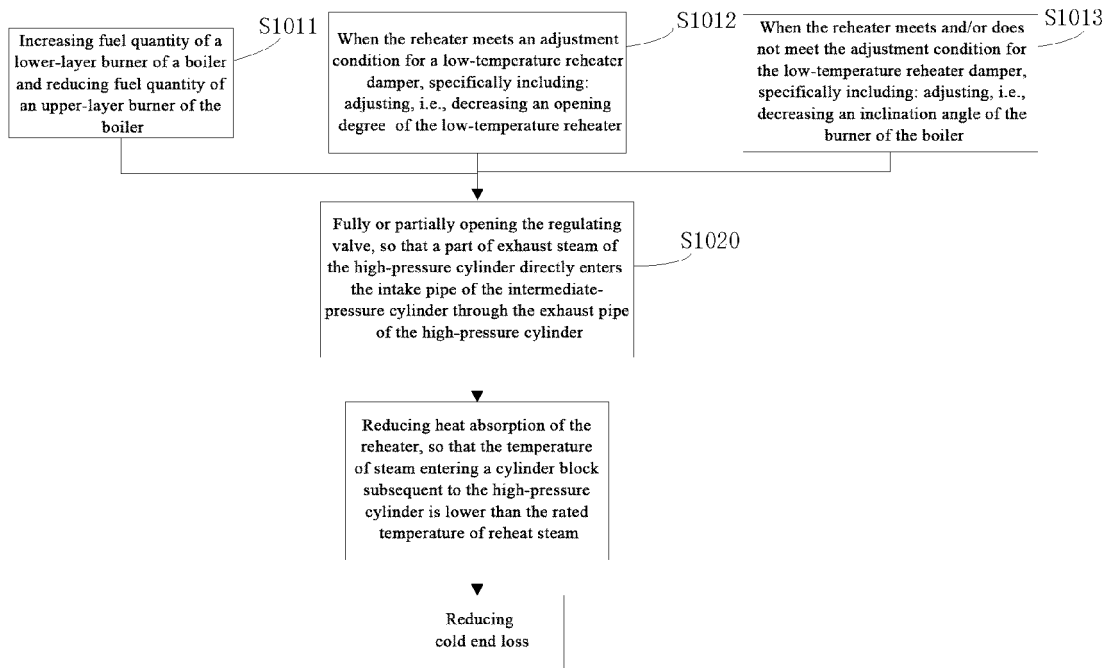 S1011
Increasing fuel quantity of a
lower-layer burner of a boiler
and reducing fuel quantity of
an upper-layer burner of the
boiler
S1012
When the reheater meets an adjustment
condition for a low-temperature reheater
damper, specifically including:
adjusting, i.e., decreasing an opening
degree of the low-temperature reheater
S1013
When the reheater meets and/or does
not meet the adjustment condition for
the low-temperature reheater damper,
specifically including: adjusting, i.e.,
decreasing an inclination angle of the
burner of the boiler
S1020
Fully or partially opening the regulating
valve, so that a part of exhaust steam of
the high-pressure cylinder directly enters
the intake pipe of the intermediate-
pressure cylinder through the exhaust pipe
of the high-pressure cylinder
Reducing heat absorption of the
reheater, so that the temperature
of steam entering a cylinder block
subsequent to the high-pressure
cylinder is lower than the rated
temperature of reheat steam
Reducing
cold end loss